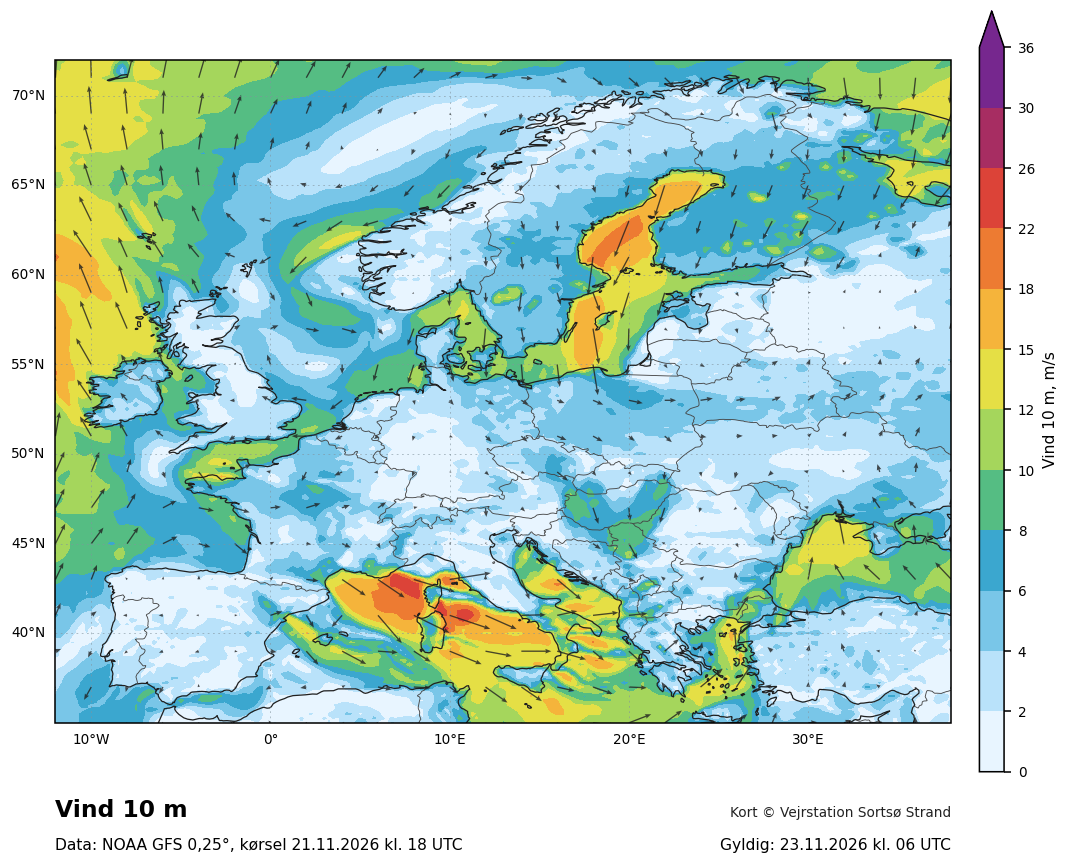 36
30
26
22
18
15
12
10
8
6
4
2
0
Vind 10 m, m/s
70°N
65°N
60°N
55°N
50°N
45°N
40°N
10°W
0°
10°E
20°E
30°E
Vind 10 m
Kort © Vejrstation Sortsø Strand
Data: NOAA GFS 0,25°, kørsel 21.11.2026 kl. 18 UTC
Gyldig: 23.11.2026 kl. 06 UTC